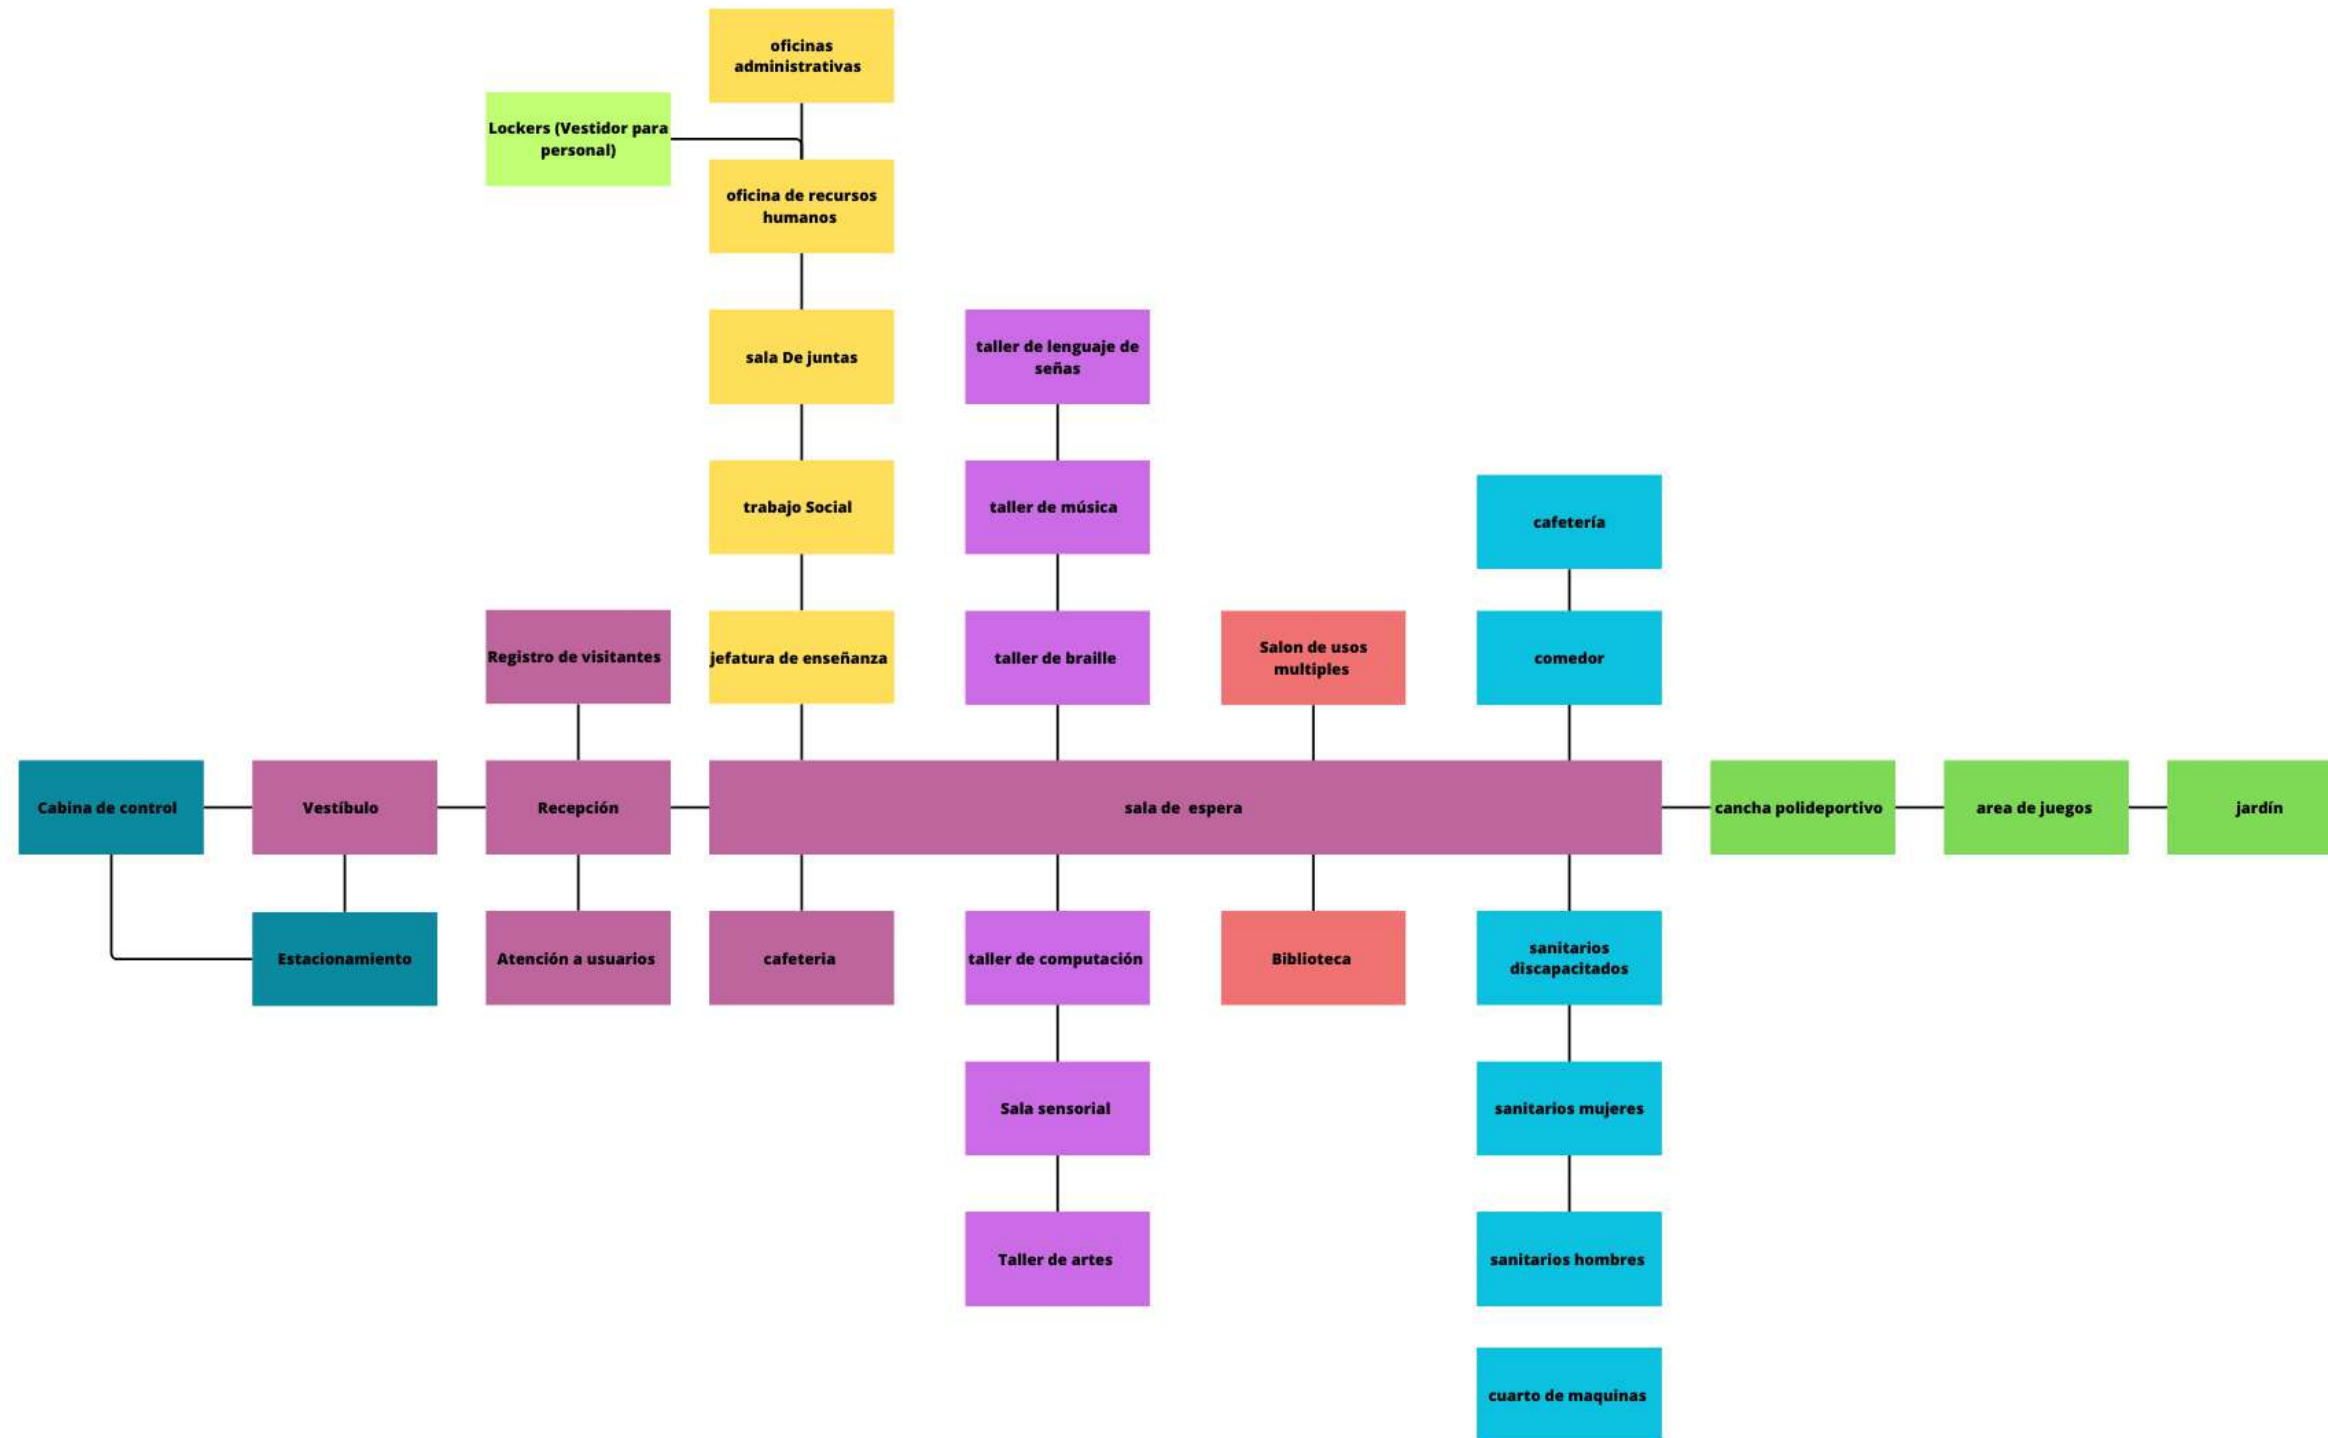 oficinas
administrativas
Lockers (Vestidor para
personal)
oficina de recursos
humanos
sala De juntas
taller de lenguaje de
señas
trabajo Social
taller de música
cafetería
Registro de visitantes
jefatura de enseñanza
taller de braille
Salon de usos
multiples
comedor
Cabina de control
Vestíbulo
Recepción
sala de  espera
cancha polideportivo
area de juegos
jardín
Estacionamiento
Atención a usuarios
cafeteria
taller de computación
Biblioteca
sanitarios
discapacitados
Sala sensorial
sanitarios mujeres
Taller de artes
sanitarios hombres
cuarto de maquinas